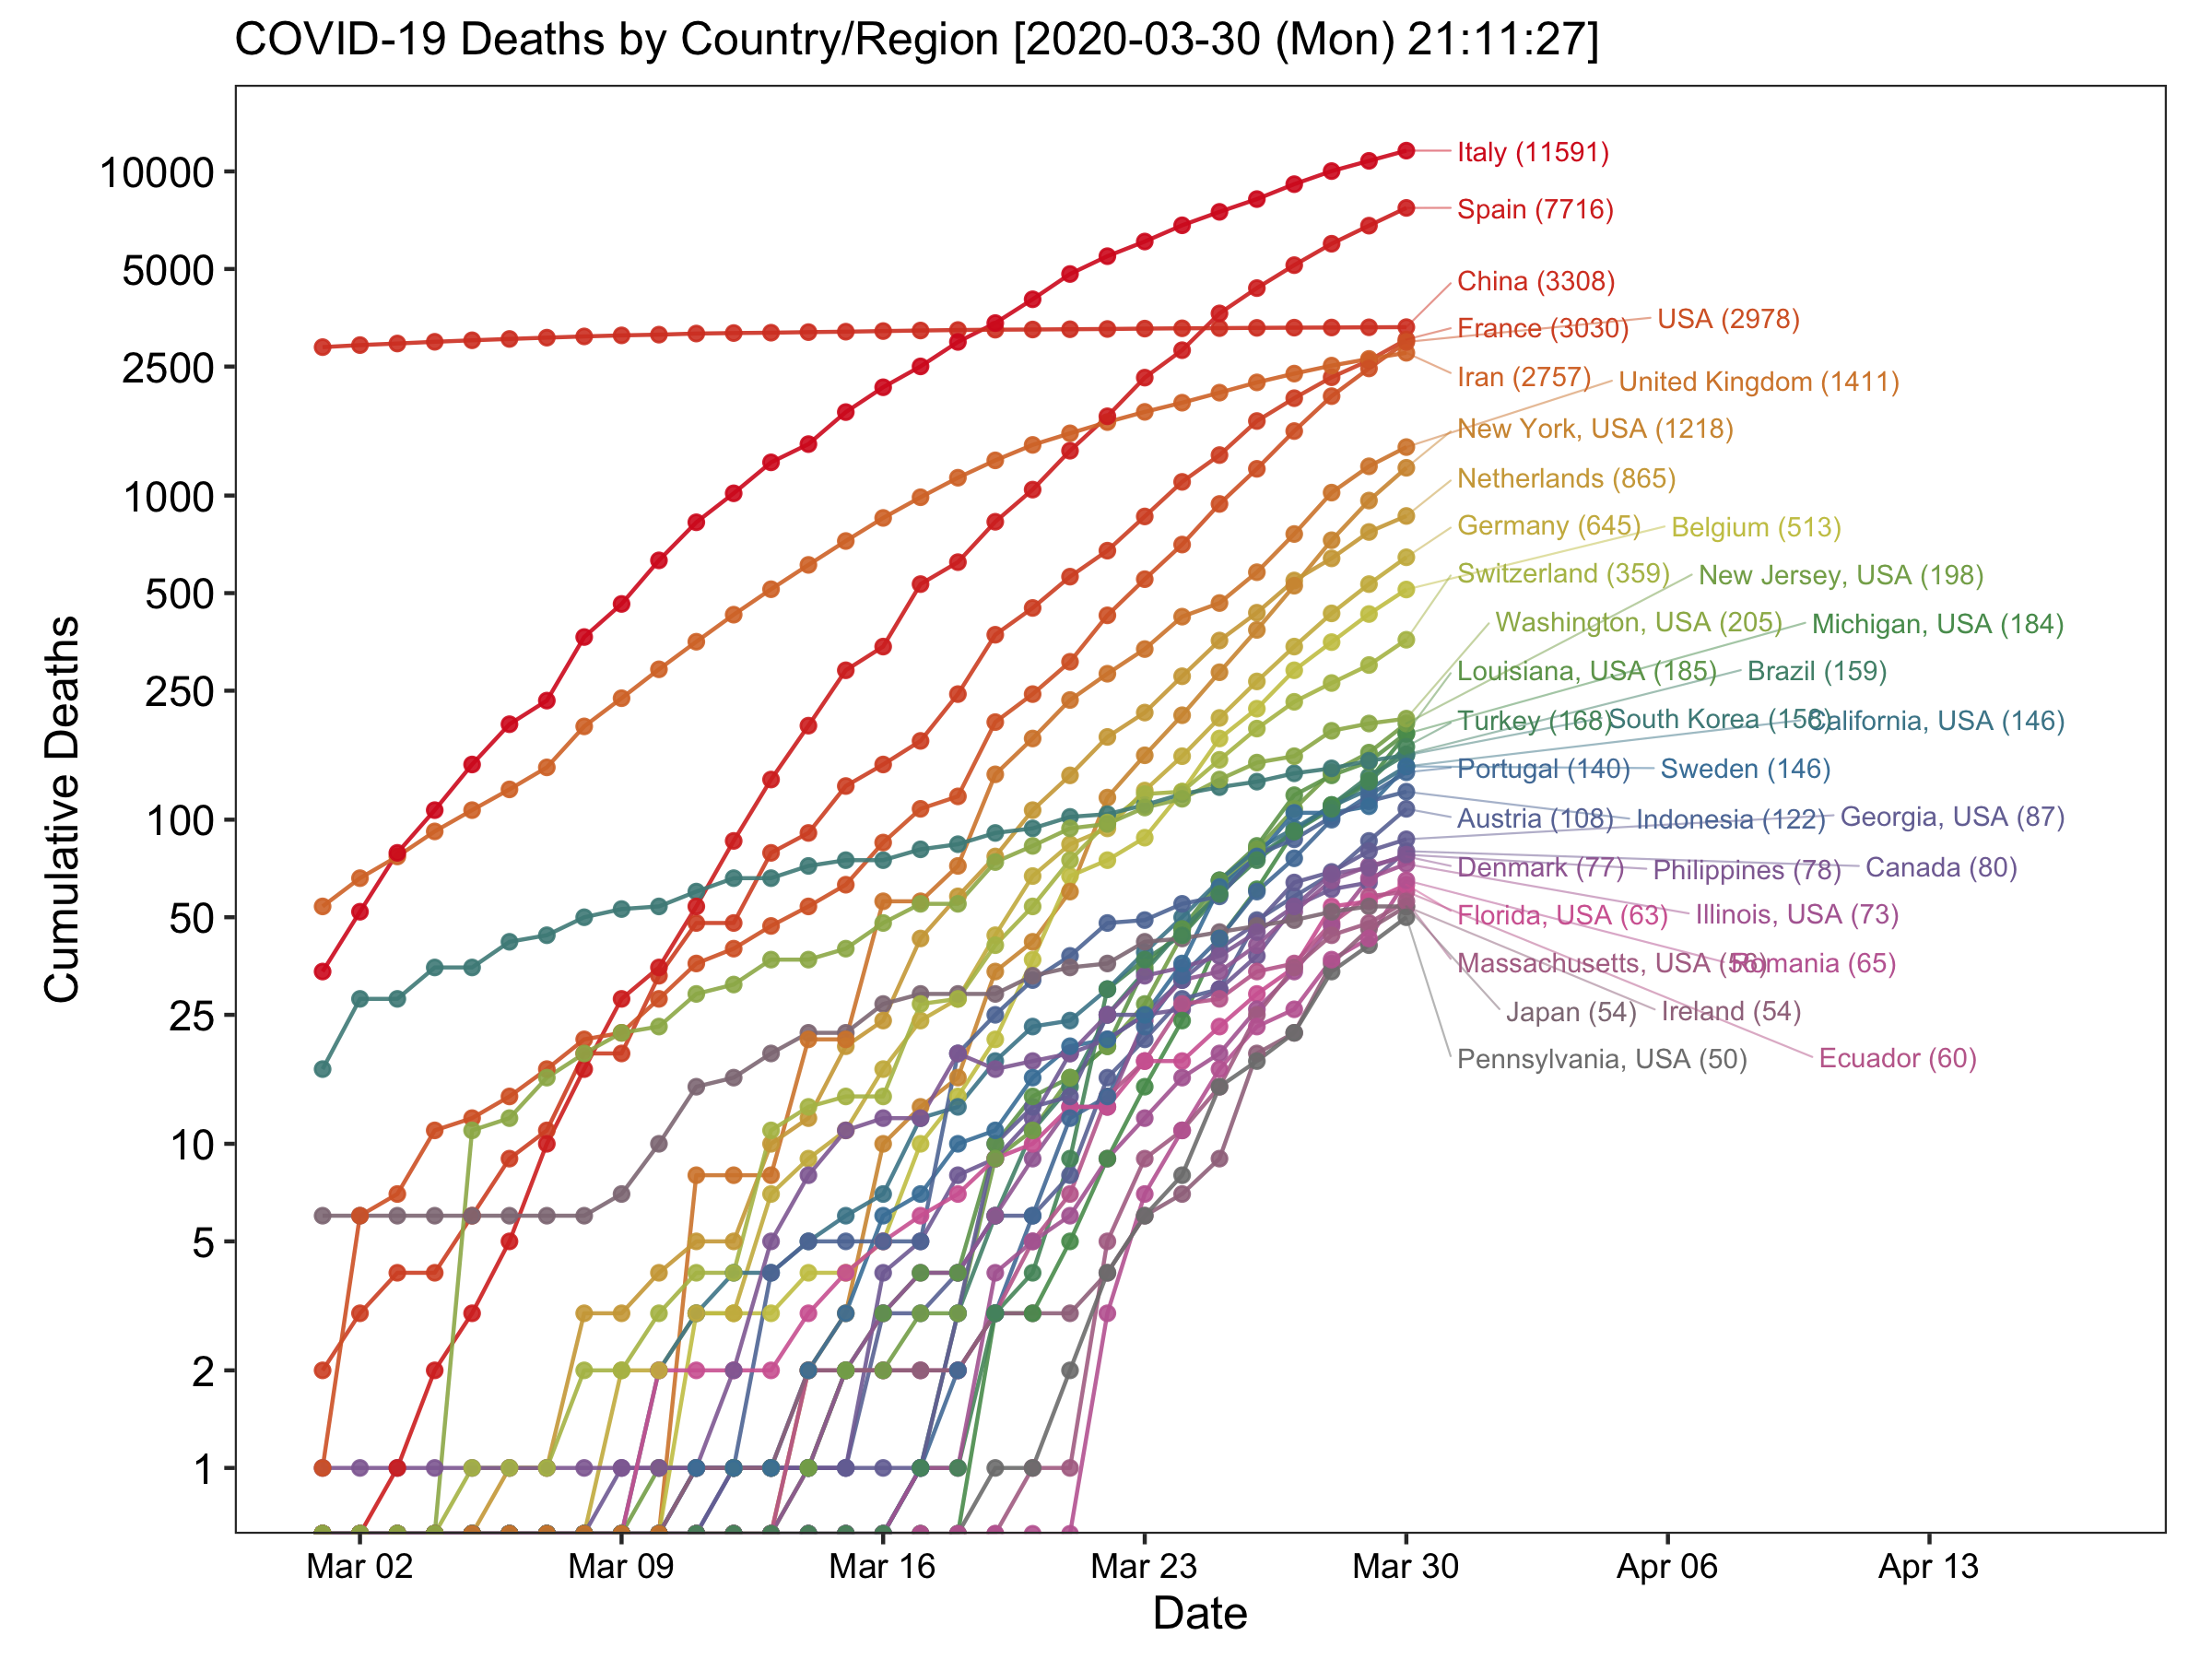 COVID-19 Deaths by Country/Region [2020-03-30 (Mon) 21:11:27]
Cumulative Deaths
10000
5000
2500
1000
500
250
100
50
25
10
5
2
1
Italy (11591)
Spain (7716)
China (3308)
France (3030) USA (2978)
Iran (2757) United Kingdom (1411)
New York, USA (1218)
Netherlands (865)
Germany (645) Belgium (513)
Switzerland (359) New Jersey, USA (198)
Washington, USA (205) Michigan, USA (184)
Louisiana, USA (185) Brazil (159)
Turkey (168) South Korea (158) California, USA (146)
Portugal (140) Sweden (146)
Austria (108) Indonesia (122) Georgia, USA (87)
Denmark (77) Philippines (78) Canada (80)
Florida, USA (63) Illinois, USA (73)
Massachusetts, USA (56) Romania (65)
Japan (54) Ireland (54)
Pennsylvania, USA (50) Ecuador (60)
Mar 02 Mar 09 Mar 16 Mar 23 Mar 30 Apr 06 Apr 13
Date